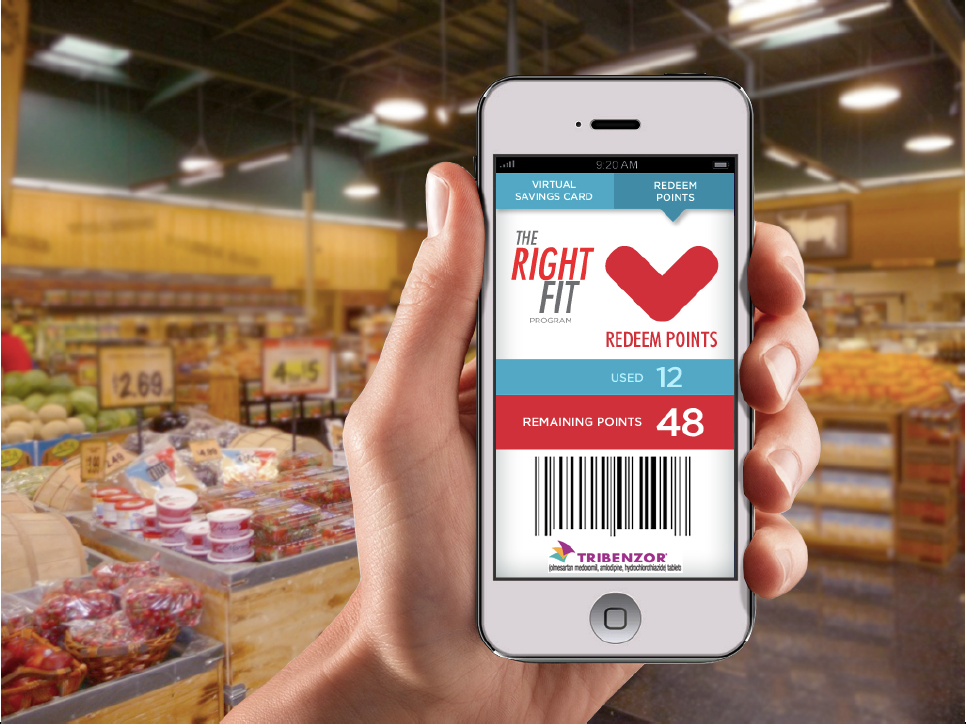 9:20 AM
VIRTUAL
SAVINGS CARD
REDEEM
POINTS
THE
RIGHT
FIT
PROGRAM
REDEEM POINTS
USED 12
REMAINING POINTS 48
TRIBENZOR®
(olmesartan medoxomil, amlodipine, hydrochlorothiazide) tablets
$2.69